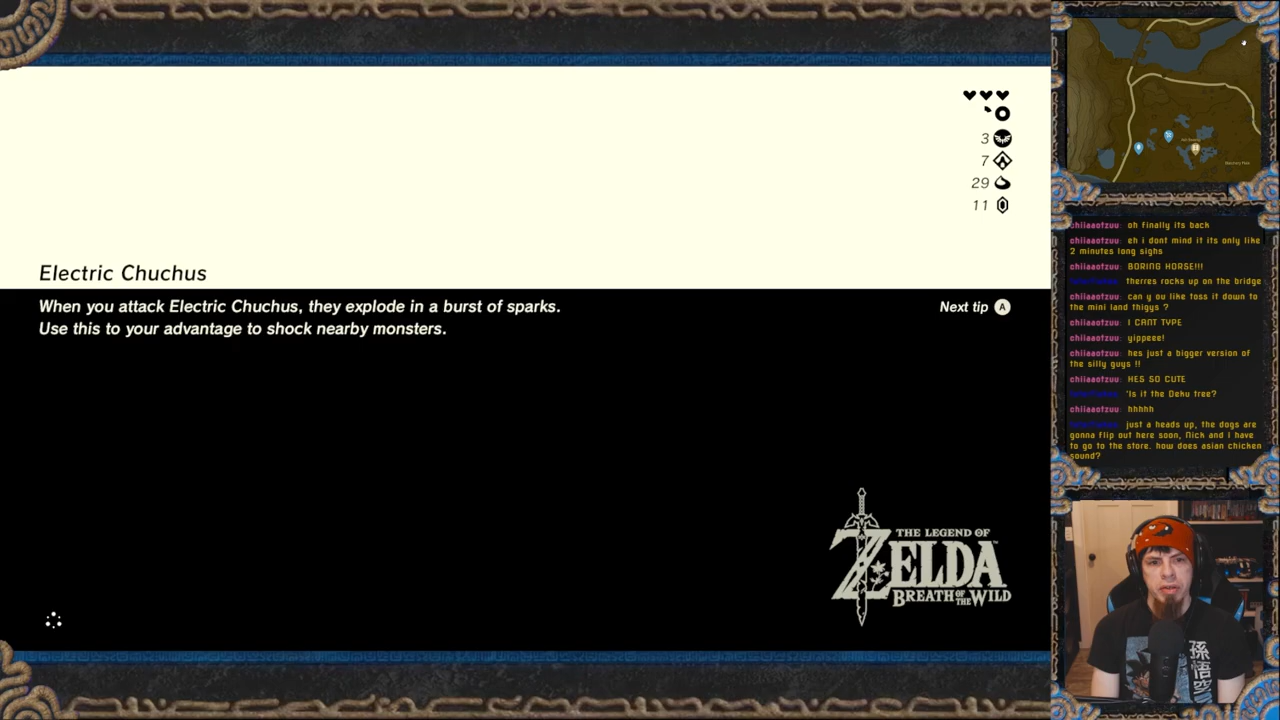 3
7
29
11
Electric Chuchus
When you attack Electric Chuchus, they explode in a burst of sparks.
Use this to your advantage to shock nearby monsters.
Next tip A
THE LEGEND OF
ZELDA
BREATH OF THE WILD
chiiaaotzuu: oh finally its back
chiiaaotzuu: eh i dont mind it its only like
2 minutes long sighs
chiiaaotzuu: BORING HORSE!!!
therres rocks up on the bridge
chiiaaotzuu: can y ou like toss it down to
the mini land thigys ?
chiiaaotzuu: I CANT TYPE
chiiaaotzuu: yippeee!
chiiaaotzuu: hes just a bigger version of
the silly guys !!
chiiaaotzuu: HES SO CUTE
'Is it the Deku tree?
chiiaaotzuu: hhhhh
just a heads up, the dogs are
gonna flip out here soon, Nick and I have
to go to the store. how does asian chicken
sound?
孫
悟
空